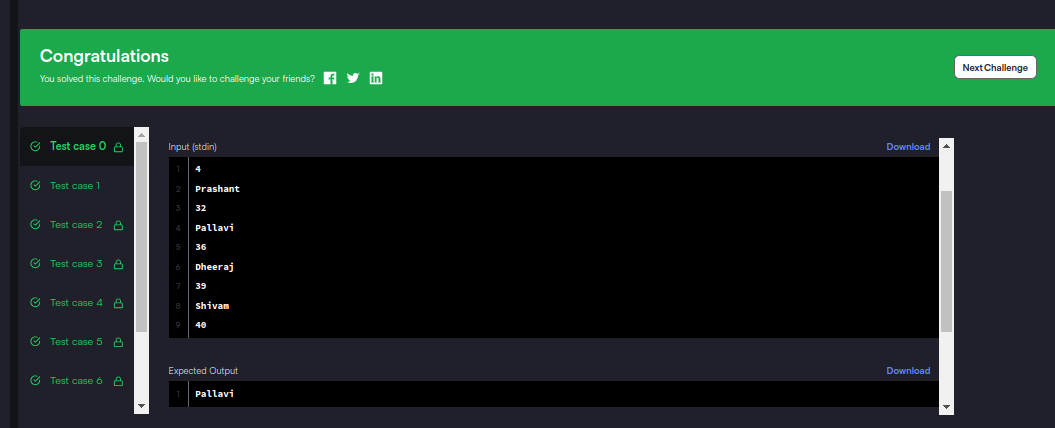 Congratulations
You solved this challenge. Would you like to challenge your friends?
Next Challenge
Test case 0
Test case 1
Test case 2
Test case 3
Test case 4
Test case 5
Test case 6
Input (stdin)
Download
1 4
2 Prashant
3 32
4 Pallavi
5 36
6 Dheeraj
7 39
8 Shivam
9 40
Expected Output
Download
1 Pallavi